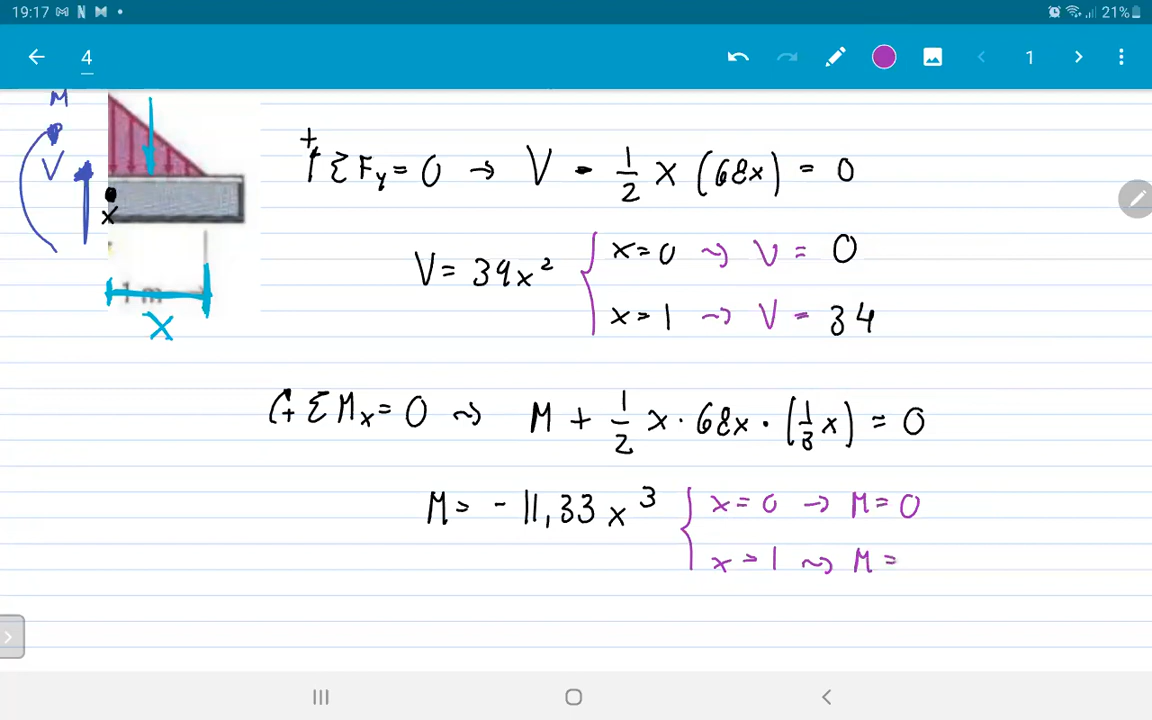 19:17 M N 21%
4 1
M
V
x
1 m
x
+↑ΣFy = 0 → V - 1/2 x (68x) = 0
V = 34x² { x = 0 → V = 0
x = 1 → V = 34
(+ ΣMx = 0 → M + 1/2 x · 68x · (1/3 x) = 0
M = -11,33 x³ { x = 0 → M = 0
x = 1 → M =